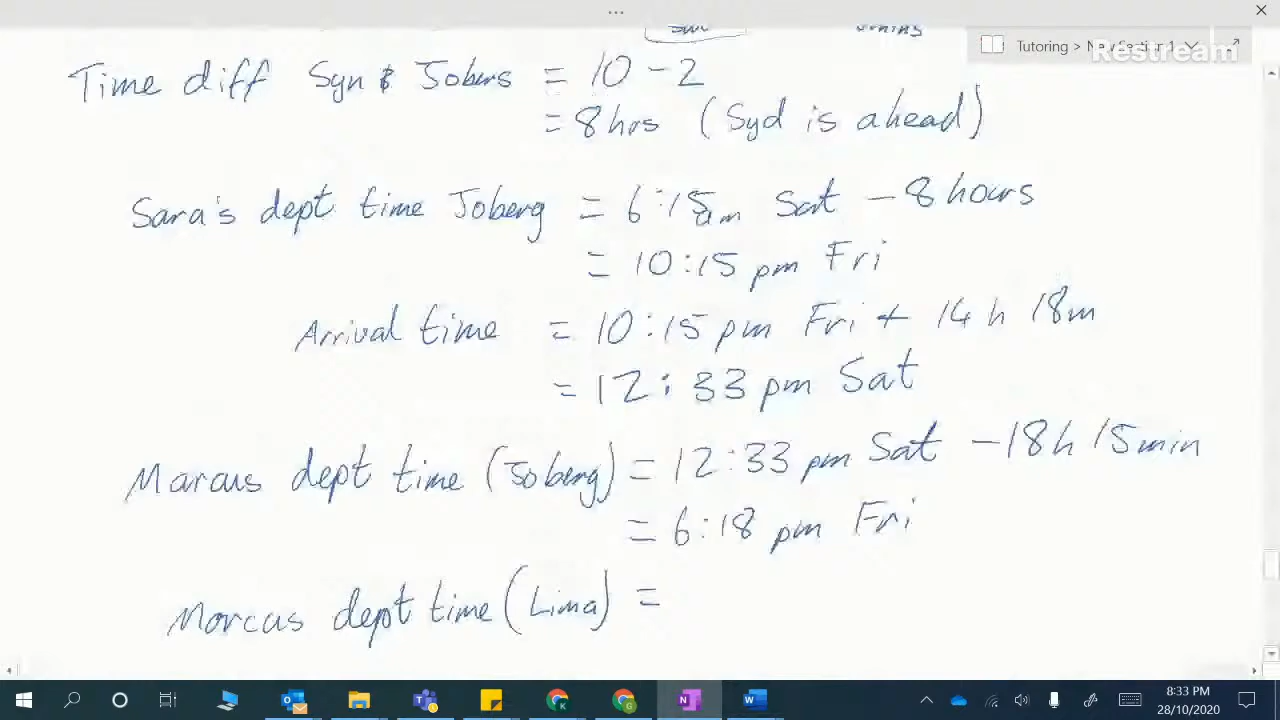 ...
Tutoring >
Restream
Time diff Syn & Jobers = 10 - 2
= 8hrs (Syd is ahead)
Sara's dept time Joberg = 6:15am Sat - 8 hours
= 10:15 pm Fri
Arrival time = 10:15 pm Fri + 14 h 18m
= 12:33 pm Sat
Marcus dept time (Joberg) = 12:33 pm Sat - 18h 15min
= 6:18 pm Fri
Marcus dept time (Lima) =
8:33 PM
28/10/2020